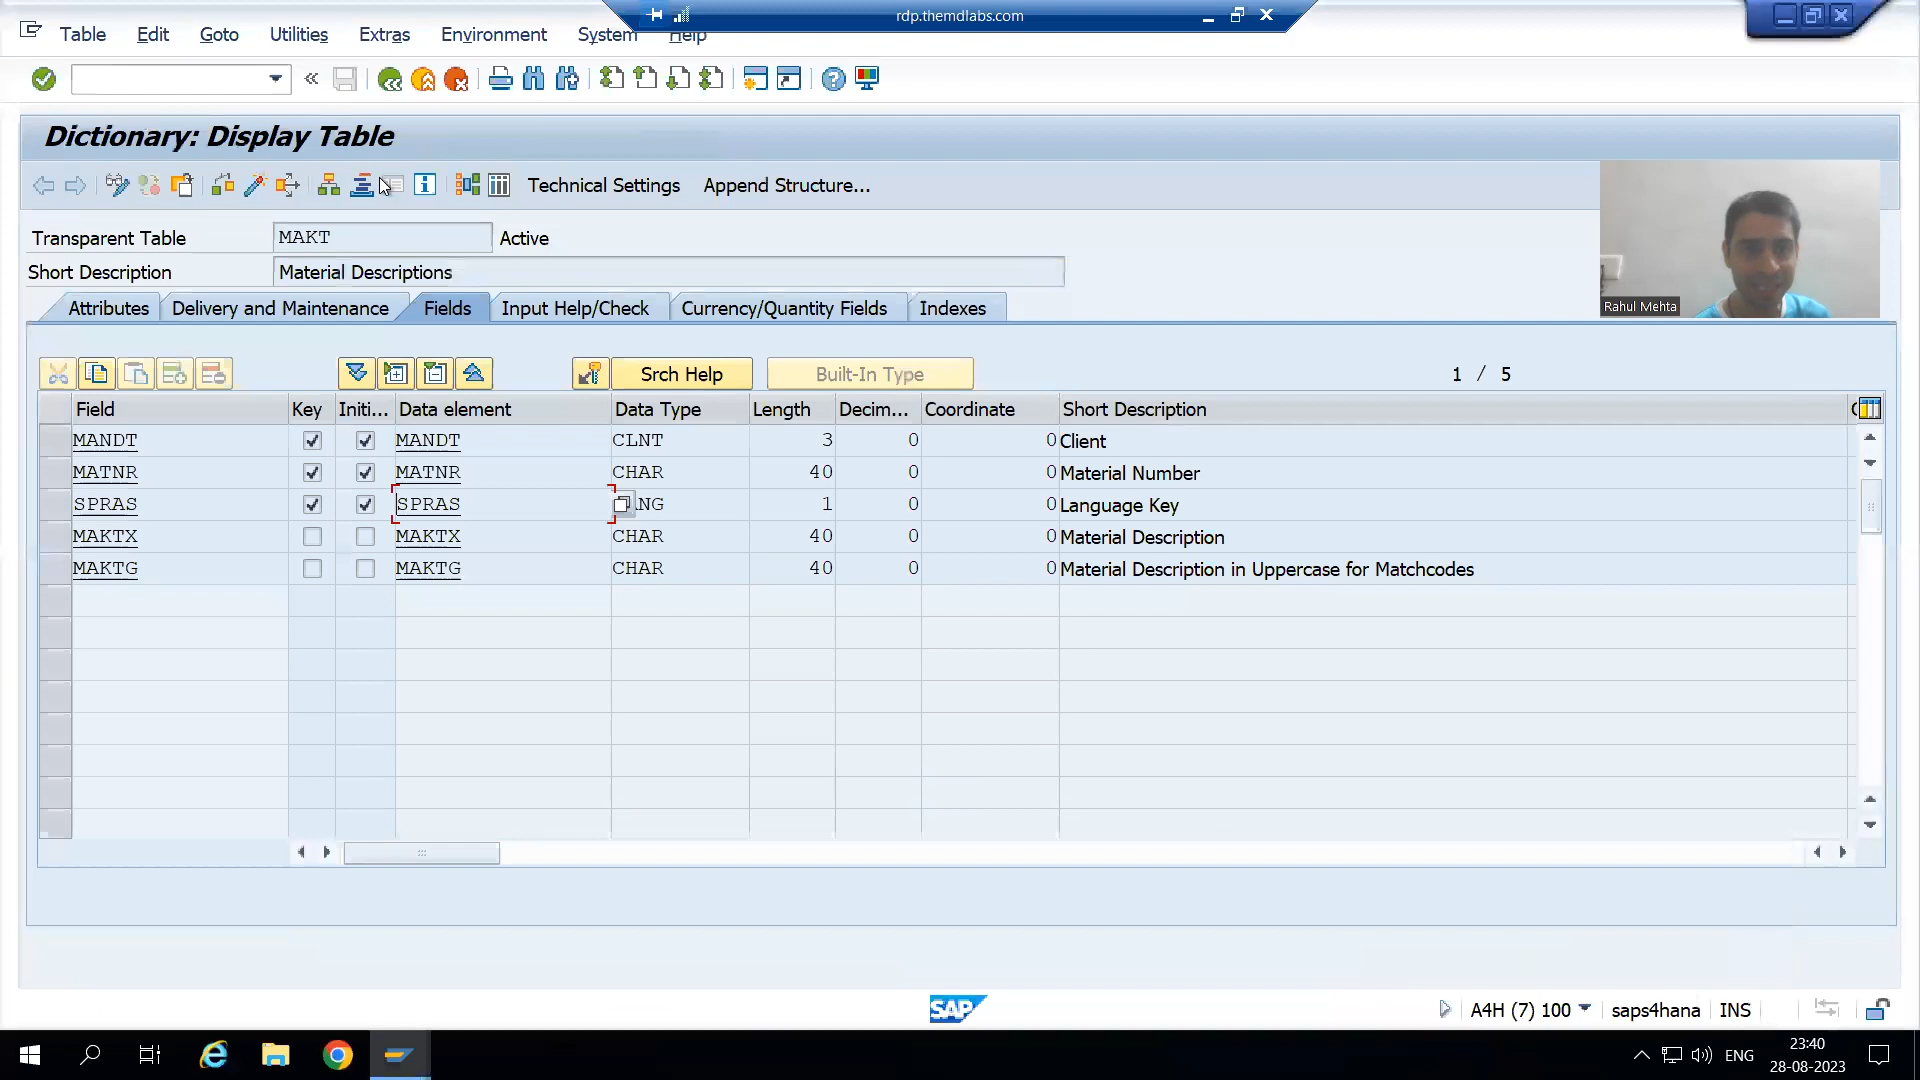 rdp.themdlabs.com
Table Edit Goto Utilities Extras Environment System Help
Dictionary: Display Table
Technical Settings Append Structure...
Transparent Table MAKT Active
Short Description Material Descriptions
Rahul Mehta
Attributes Delivery and Maintenance Fields Input Help/Check Currency/Quantity Fields Indexes
Srch Help Built-In Type 1 / 5
Field Key Initi... Data element Data Type Length Decim... Coordinate Short Description
MANDT MANDT CLNT 3 0 0 Client
MATNR MATNR CHAR 40 0 0 Material Number
SPRAS SPRAS NG 1 0 0 Language Key
MAKTX MAKTX CHAR 40 0 0 Material Description
MAKTG MAKTG CHAR 40 0 0 Material Description in Uppercase for Matchcodes
SAP
A4H (7) 100 saps4hana INS
ENG
23:40
28-08-2023